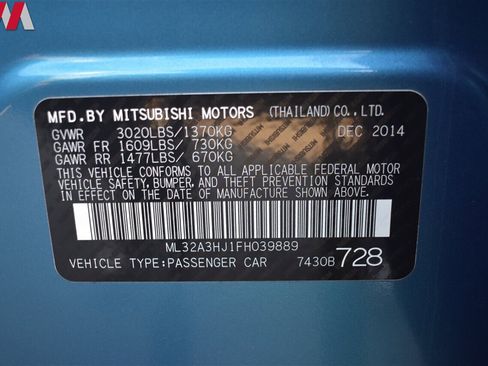 MFD.BY MITSUBISHI MOTORS (THAILAND) CO., LTD.
GVWR 3020LBS/1370KG DEC 2014
GAWR FR 1609LBS/ 730KG
GAWR RR 1477LBS/ 670KG
THIS VEHICLE CONFORMS TO ALL APPLICABLE FEDERAL MOTOR
VEHICLE SAFETY, BUMPER, AND THEFT PREVENTION STANDARDS
IN EFFECT ON THE DATE OF MANUFACTURE SHOWN ABOVE.
ML32A3HJ1FH039889
VEHICLE TYPE:PASSENGER CAR 7430B 728